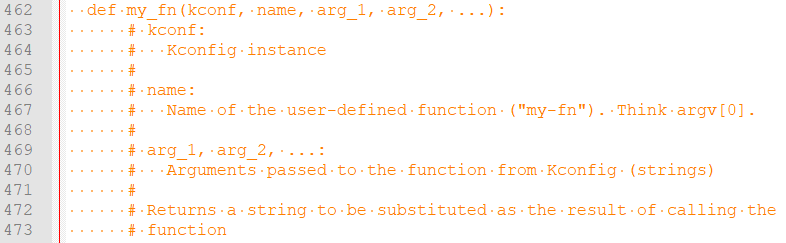 462   def my_fn(kconf, name, arg_1, arg_2, ...):
463       # kconf:
464       #   Kconfig instance
465       #
466       # name:
467       #   Name of the user-defined function ("my-fn"). Think argv[0].
468       #
469       # arg_1, arg_2, ...:
470       #   Arguments passed to the function from Kconfig (strings)
471       #
472       # Returns a string to be substituted as the result of calling the
473       # function